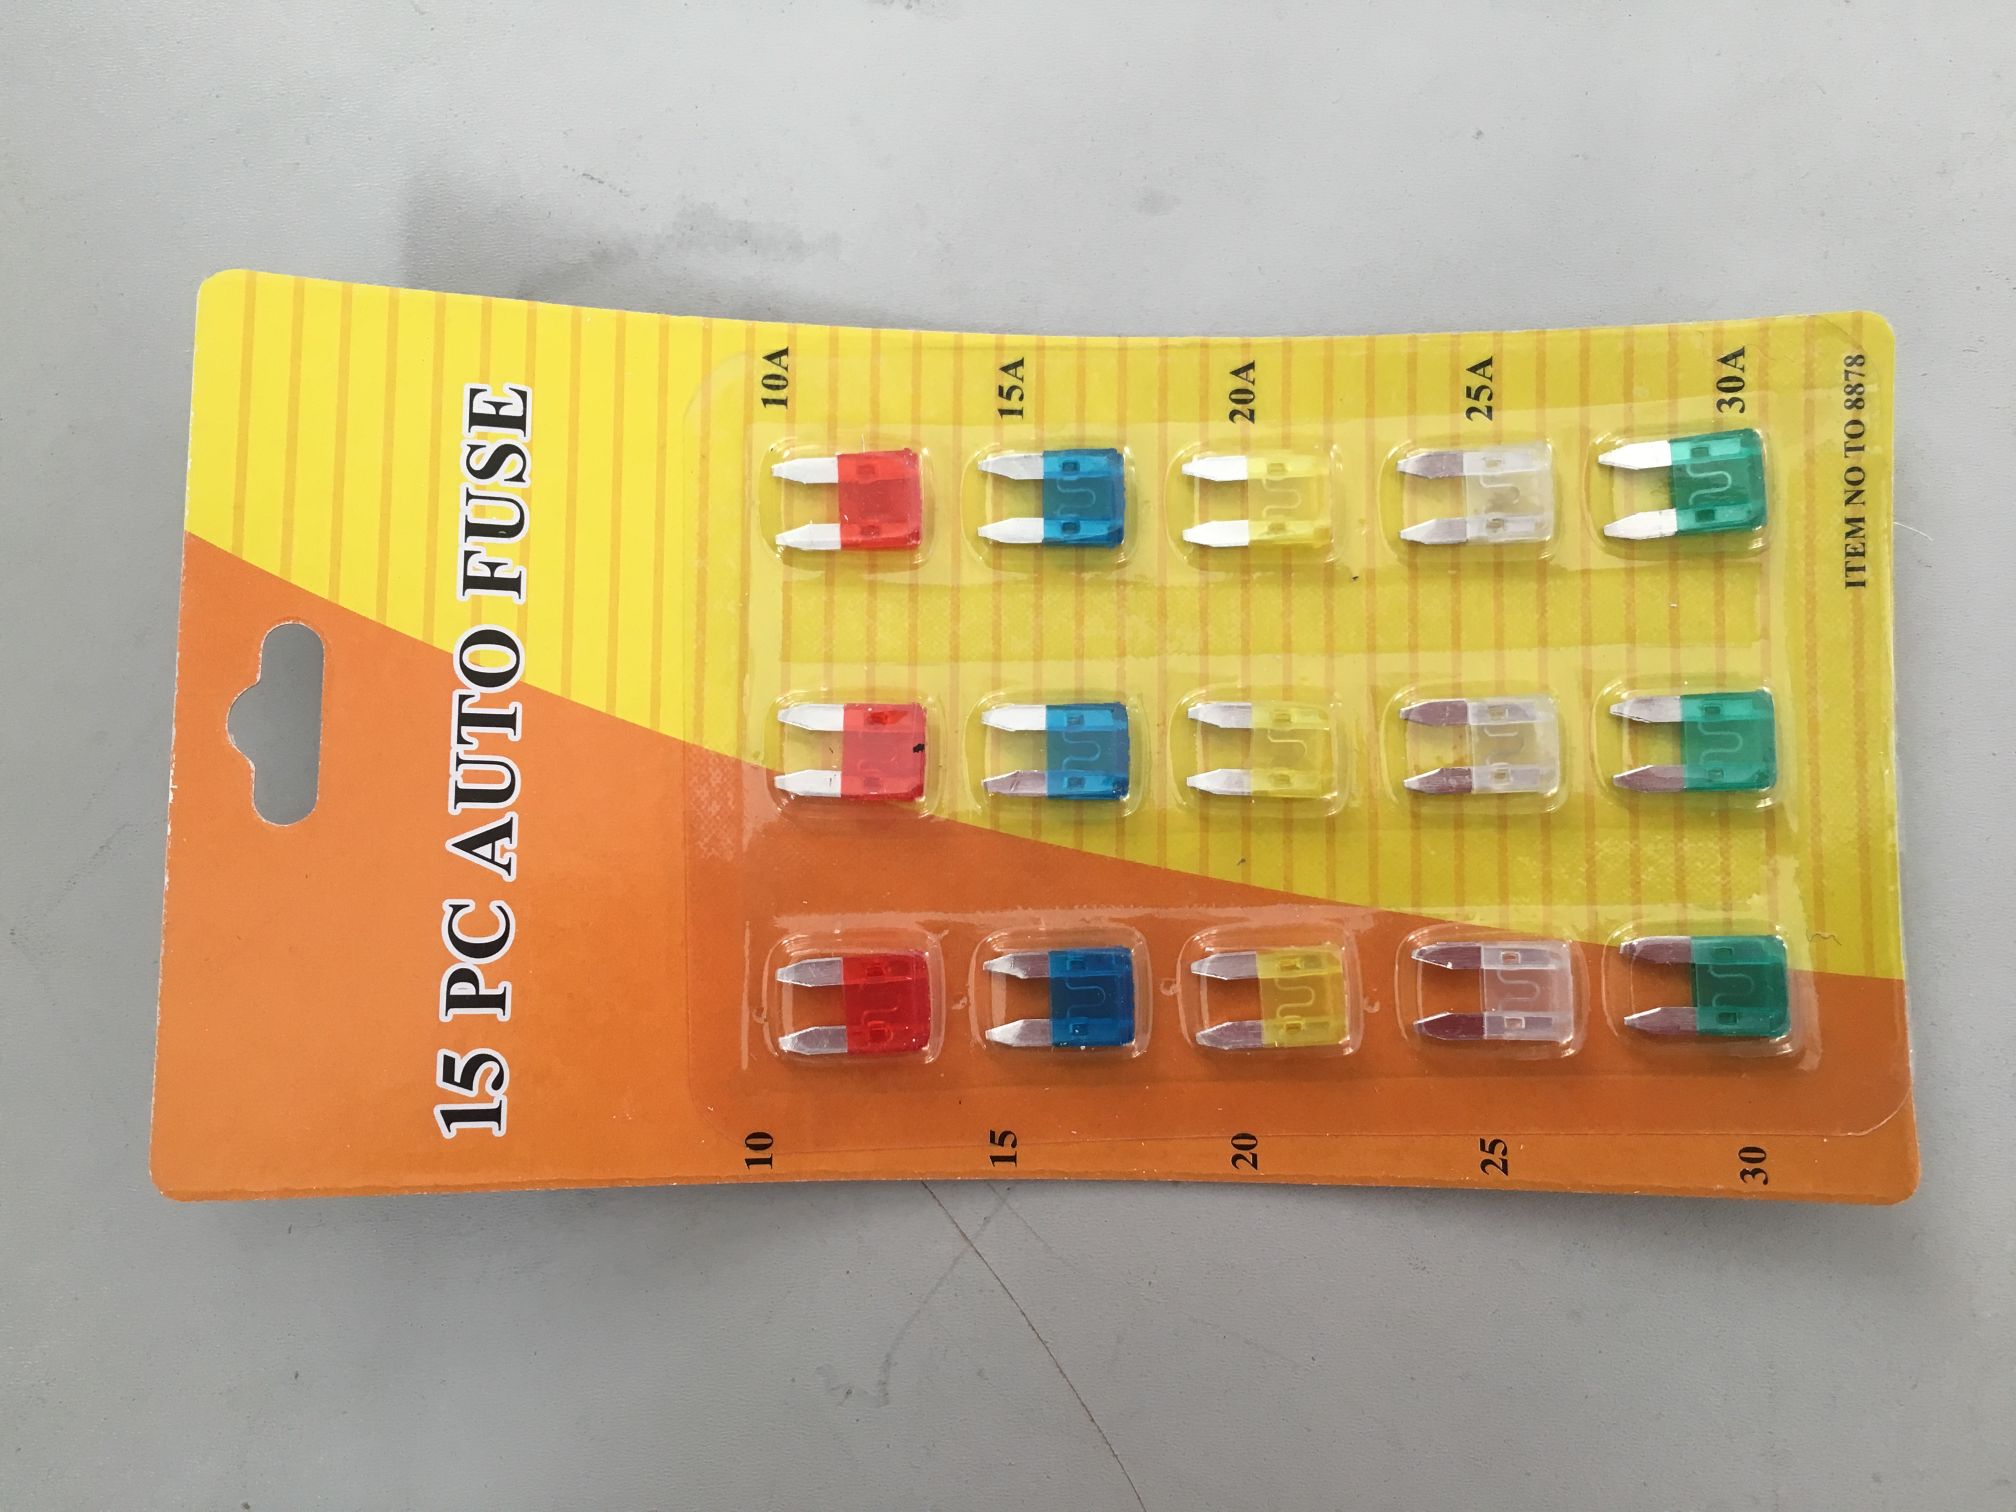 15 PC AUTO FUSE
10 10A
15 15A
20 20A
25 25A
30 30A
ITEM NO TO 8878